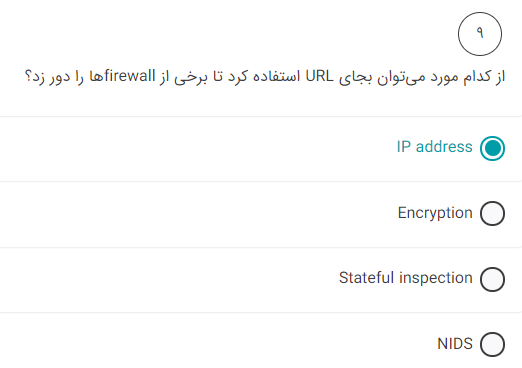 ۹
از کدام مورد می‌توان بجای URL استفاده کرد تا برخی از firewallها را دور زد؟
IP address
Encryption
Stateful inspection
NIDS